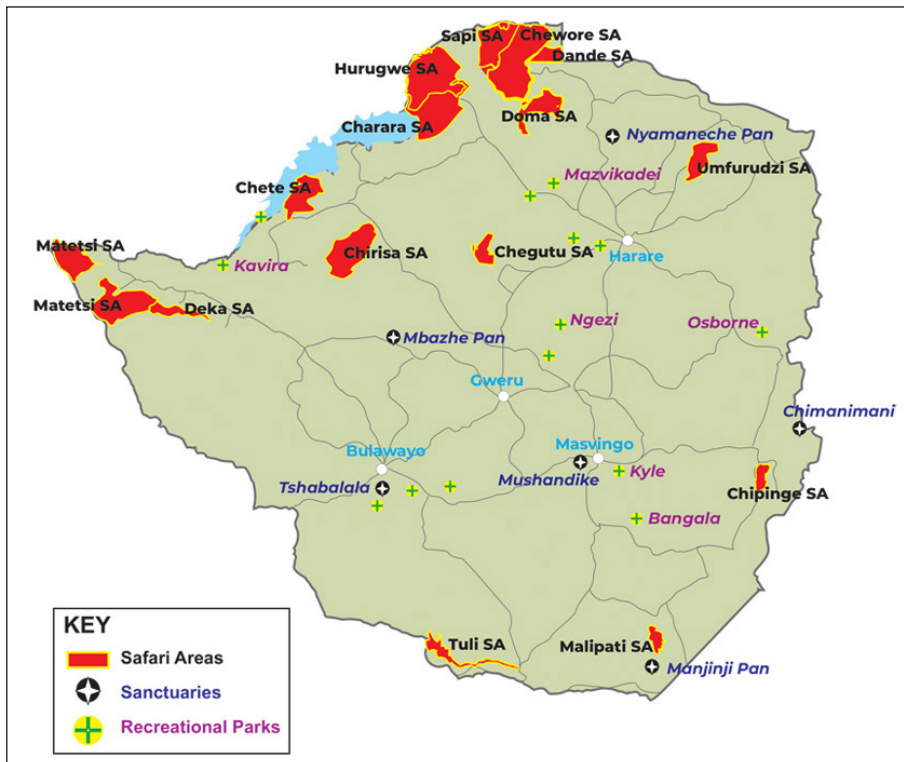 Sapi SA
Chewore SA
Dande SA
Hurugwe SA
Charara SA
Doma SA
Nyamaneche Pan
Umfurudzi SA
Mazvikadei
Chete SA
Matetsi SA
Kavira
Chirisa SA
Chegutu SA
Harare
Matetsi SA
Deka SA
Mbazhe Pan
Ngezi
Osborne
Gweru
Chimanimani
Bulawayo
Masvingo
Tshabalala
Mushandike
Kyle
Chipinge SA
Bangala
Tuli SA
Malipati SA
Manjinji Pan
KEY
Safari Areas
Sanctuaries
Recreational Parks